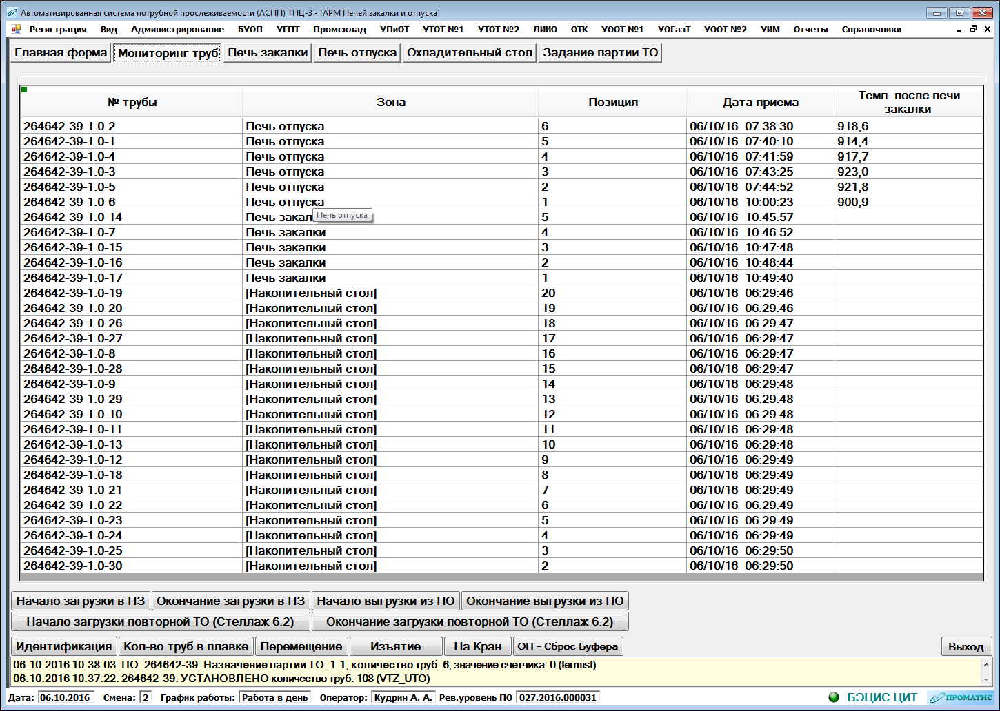 Автоматизированная система потрубной прослеживаемости (АСПП) ТПЦ-3 - [АРМ Печей закалки и отпуска]
Регистрация Вид Администрирование БУОП УГПТ Промсклад УПиОТ УТОТ №1 УТОТ №2 ЛИИО ОТК УООТ №1 УОГазТ УООТ №2 УИМ Отчеты Справочники
Главная форма Мониторинг труб Печь закалки Печь отпуска Охладительный стол Задание партии ТО
№ трубы Зона Позиция Дата приема Темп. после печи
закалки
264642-39-1.0-2 Печь отпуска 6 06/10/16 07:38:30 918,6
264642-39-1.0-1 Печь отпуска 5 06/10/16 07:40:10 914,4
264642-39-1.0-4 Печь отпуска 4 06/10/16 07:41:59 917,7
264642-39-1.0-3 Печь отпуска 3 06/10/16 07:43:25 923,0
264642-39-1.0-5 Печь отпуска 2 06/10/16 07:44:52 921,8
264642-39-1.0-6 Печь отпуска 1 06/10/16 10:00:23 900,9
Печь отпуска
264642-39-1.0-14 Печь закал 5 06/10/16 10:45:57
264642-39-1.0-7 Печь закалки 4 06/10/16 10:46:52
264642-39-1.0-15 Печь закалки 3 06/10/16 10:47:48
264642-39-1.0-16 Печь закалки 2 06/10/16 10:48:44
264642-39-1.0-17 Печь закалки 1 06/10/16 10:49:40
264642-39-1.0-19 [Накопительный стол] 20 06/10/16 06:29:46
264642-39-1.0-20 [Накопительный стол] 19 06/10/16 06:29:46
264642-39-1.0-26 [Накопительный стол] 18 06/10/16 06:29:47
264642-39-1.0-27 [Накопительный стол] 17 06/10/16 06:29:47
264642-39-1.0-8 [Накопительный стол] 16 06/10/16 06:29:47
264642-39-1.0-28 [Накопительный стол] 15 06/10/16 06:29:47
264642-39-1.0-9 [Накопительный стол] 14 06/10/16 06:29:48
264642-39-1.0-29 [Накопительный стол] 13 06/10/16 06:29:48
264642-39-1.0-10 [Накопительный стол] 12 06/10/16 06:29:48
264642-39-1.0-11 [Накопительный стол] 11 06/10/16 06:29:48
264642-39-1.0-13 [Накопительный стол] 10 06/10/16 06:29:48
264642-39-1.0-12 [Накопительный стол] 9 06/10/16 06:29:49
264642-39-1.0-18 [Накопительный стол] 8 06/10/16 06:29:49
264642-39-1.0-21 [Накопительный стол] 7 06/10/16 06:29:49
264642-39-1.0-22 [Накопительный стол] 6 06/10/16 06:29:49
264642-39-1.0-23 [Накопительный стол] 5 06/10/16 06:29:49
264642-39-1.0-24 [Накопительный стол] 4 06/10/16 06:29:49
264642-39-1.0-25 [Накопительный стол] 3 06/10/16 06:29:50
264642-39-1.0-30 [Накопительный стол] 2 06/10/16 06:29:50
Начало загрузки в ПЗ Окончание загрузки в ПЗ Начало выгрузки из ПО Окончание выгрузки из ПО
Начало загрузки повторной ТО (Стеллаж 6.2) Окончание загрузки повторной ТО (Стеллаж 6.2)
Идентификация Кол-во труб в плавке Перемещение Изъятие На Кран ОП - Сброс Буфера Выход
06.10.2016 10:38:03: ПО: 264642-39: Назначение партии ТО: 1.1, количество труб: 6, значение счетчика: 0 (termist)
06.10.2016 10:37:22: 264642-39: УСТАНОВЛЕНО количество труб: 108 (VTZ_UTO)
Дата: 06.10.2016 Смена: 2 График работы: Работа в день Оператор: Кудрин А. А. Рев.уровень ПО 027.2016.000031 БЭЦИС ЦИТ ПРОМАТИС